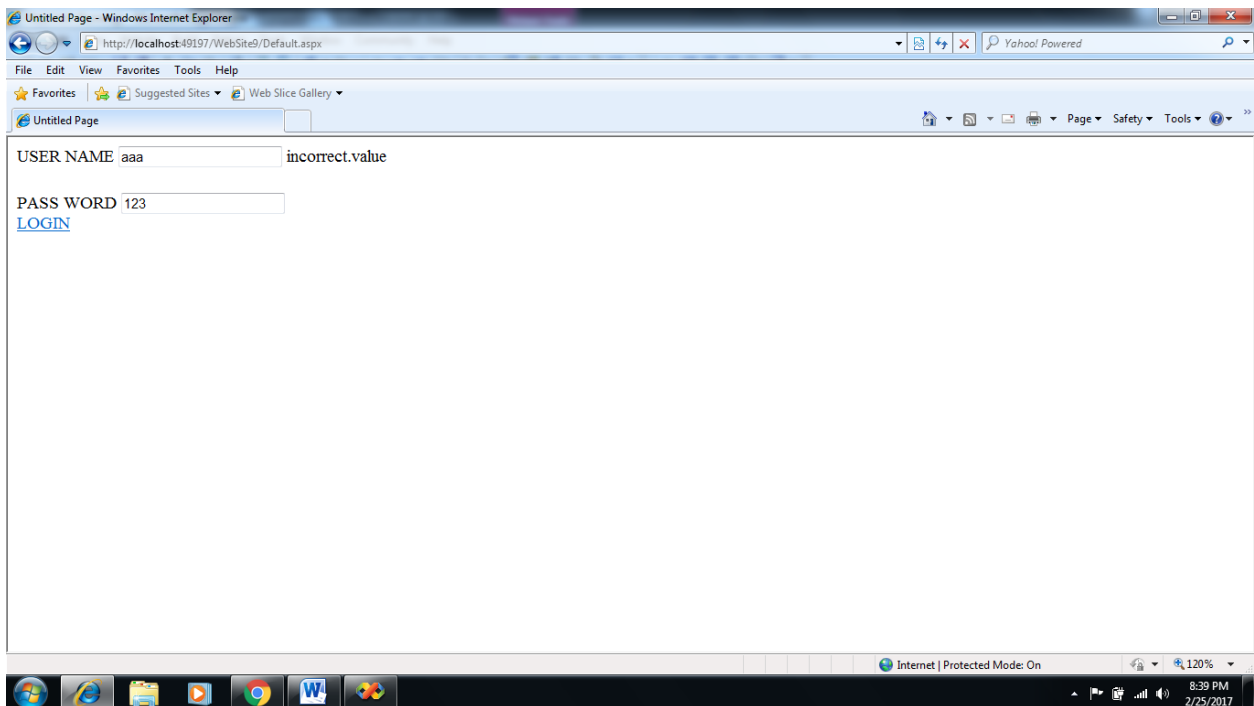 Untitled Page - Windows Internet Explorer
http://localhost:49197/WebSite9/Default.aspx
Yahoo! Powered
File Edit View Favorites Tools Help
Favorites Suggested Sites Web Slice Gallery
Untitled Page
Page Safety Tools
USER NAME aaa incorrect.value
PASS WORD 123
LOGIN
Internet | Protected Mode: On
120%
8:39 PM
2/25/2017